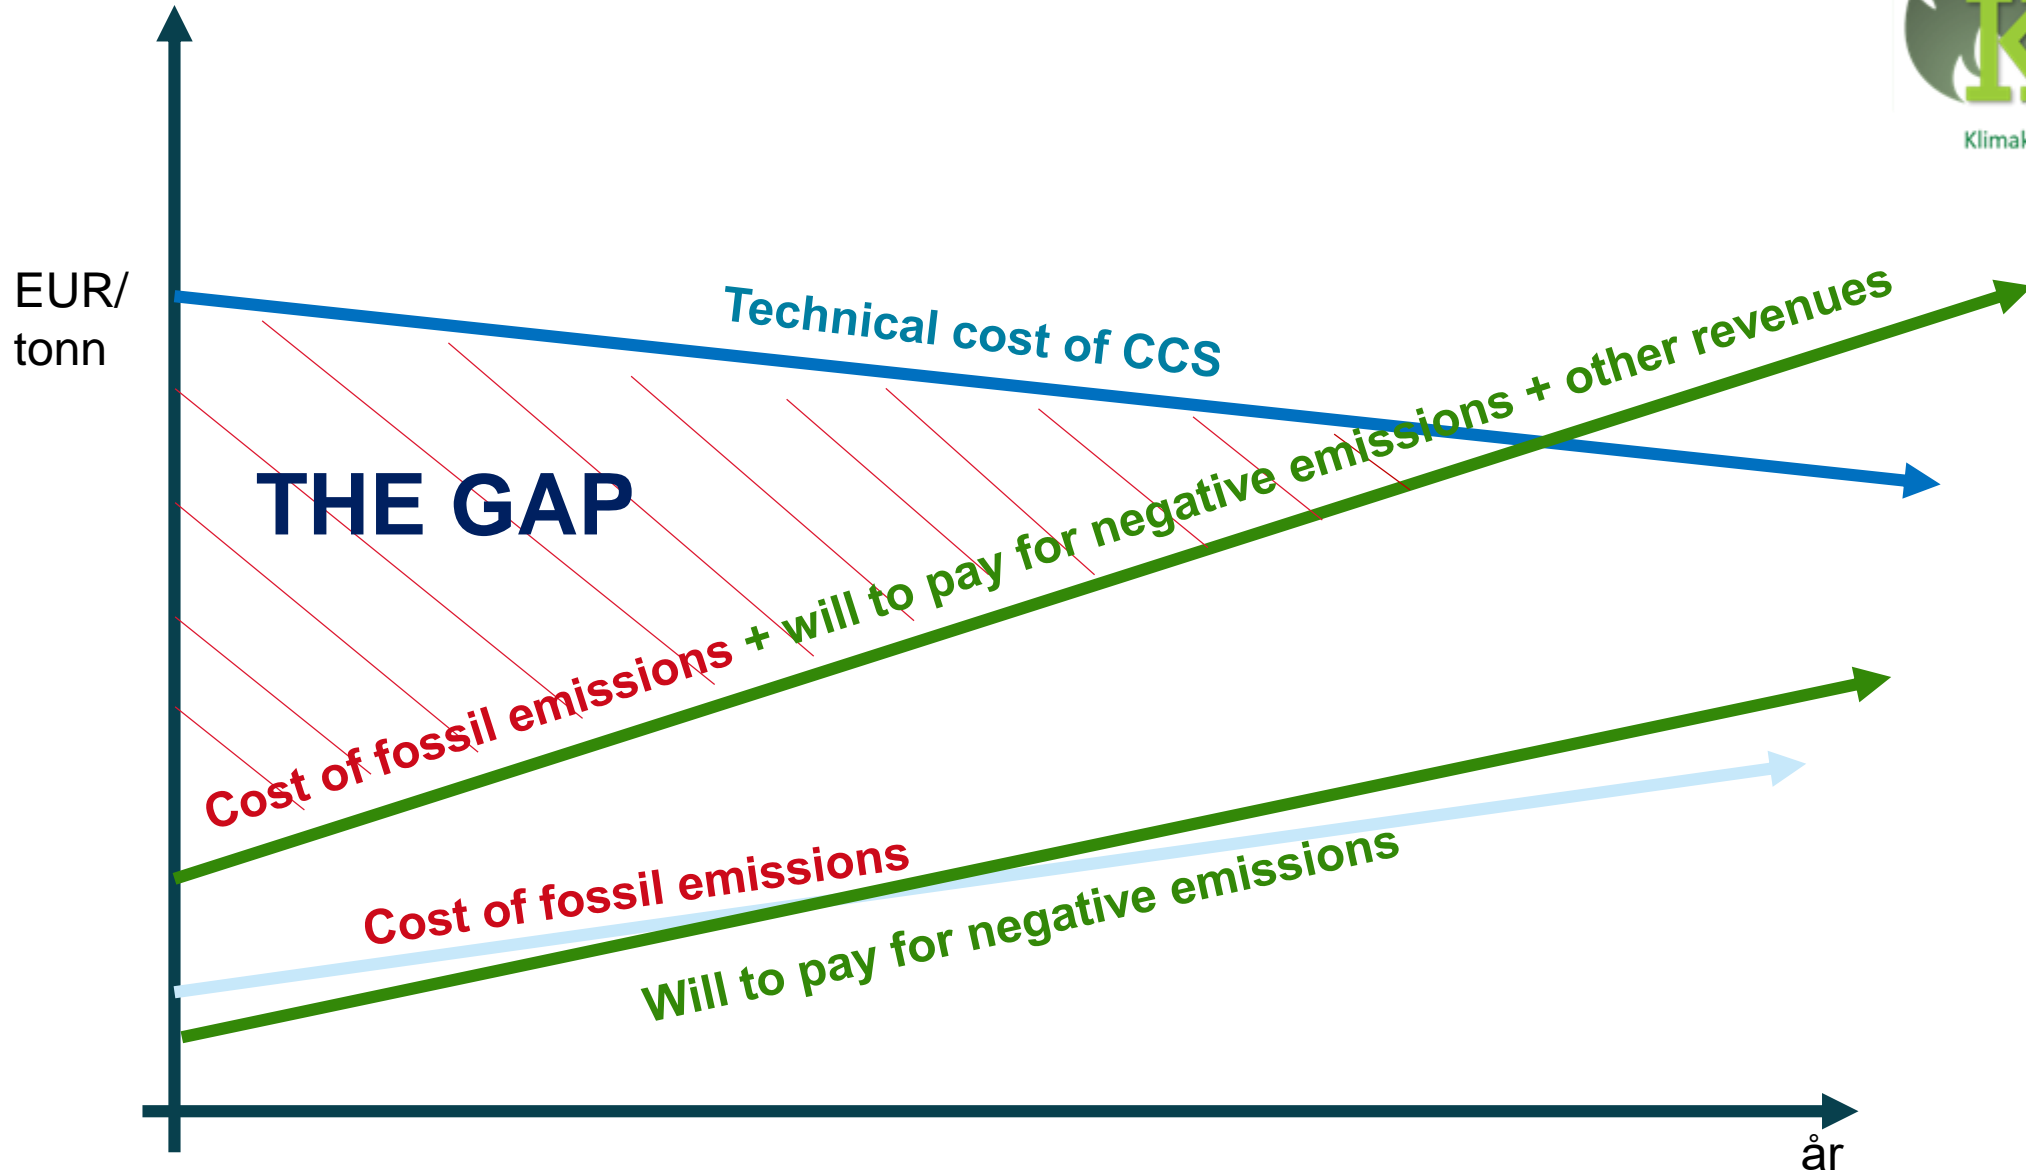 EUR/
tonn
Technical cost of CCS
THE GAP
Cost of fossil emissions + will to pay for negative emissions + other revenues
Cost of fossil emissions
Will to pay for negative emissions
år